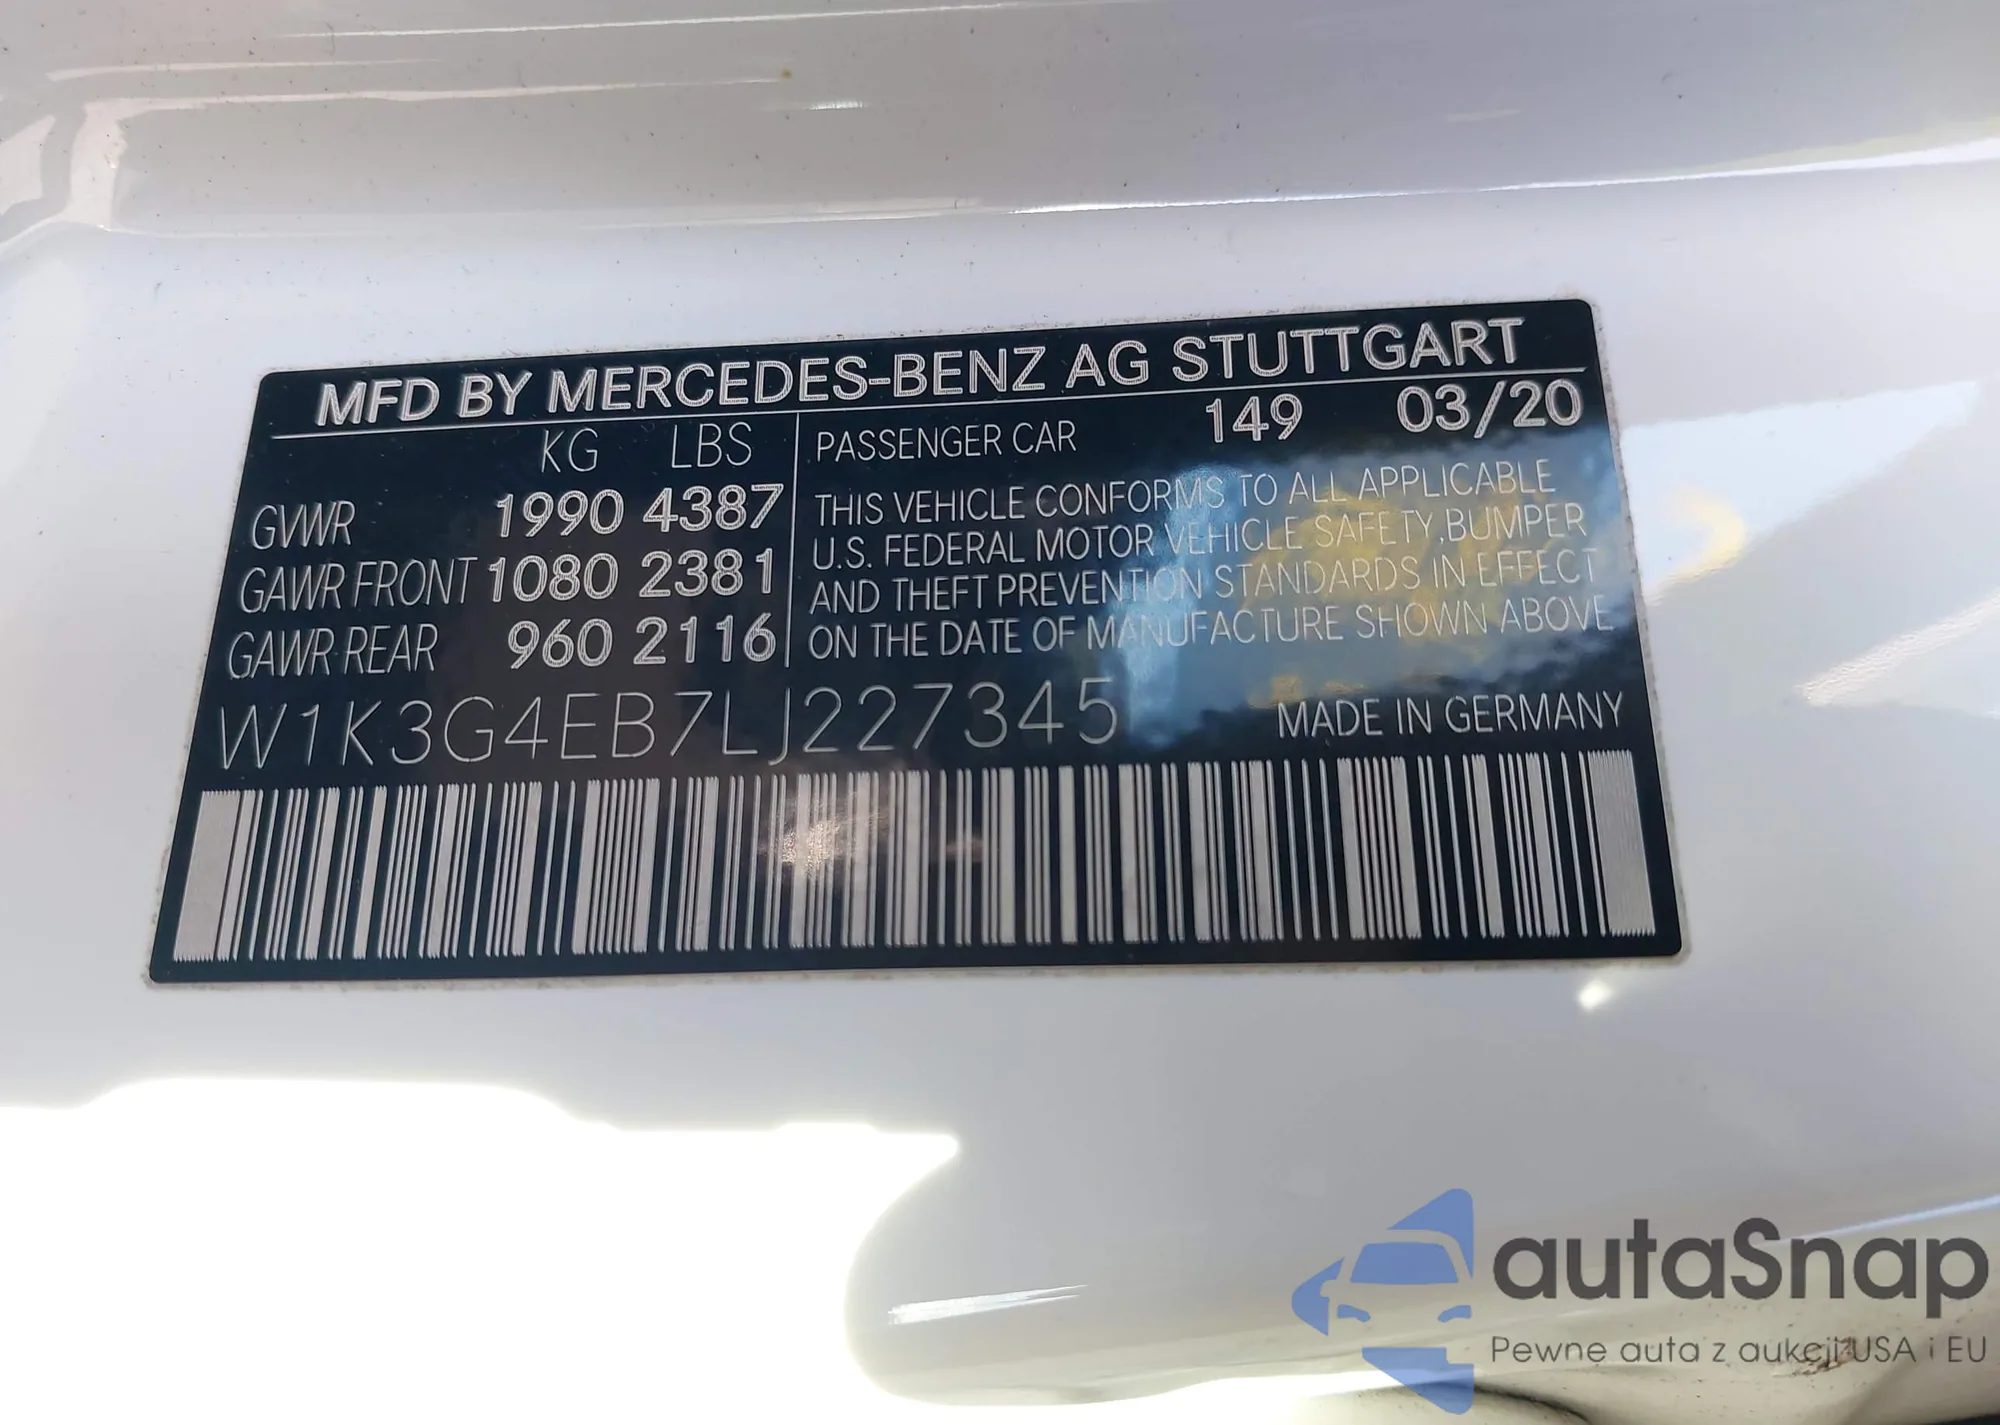 MFD BY MERCEDES-BENZ AG STUTTGART
KG LBS
GVWR 1990 4387
GAWR FRONT 1080 2381
GAWR REAR 960 2116
PASSENGER CAR 149 03/20
THIS VEHICLE CONFORMS TO ALL APPLICABLE
U.S. FEDERAL MOTOR VEHICLE SAFETY,BUMPER
AND THEFT PREVENTION STANDARDS IN EFFECT
ON THE DATE OF MANUFACTURE SHOWN ABOVE
W1K3G4EB7LJ227345
MADE IN GERMANY
autaSnap
Pewne auta z aukcji USA i EU